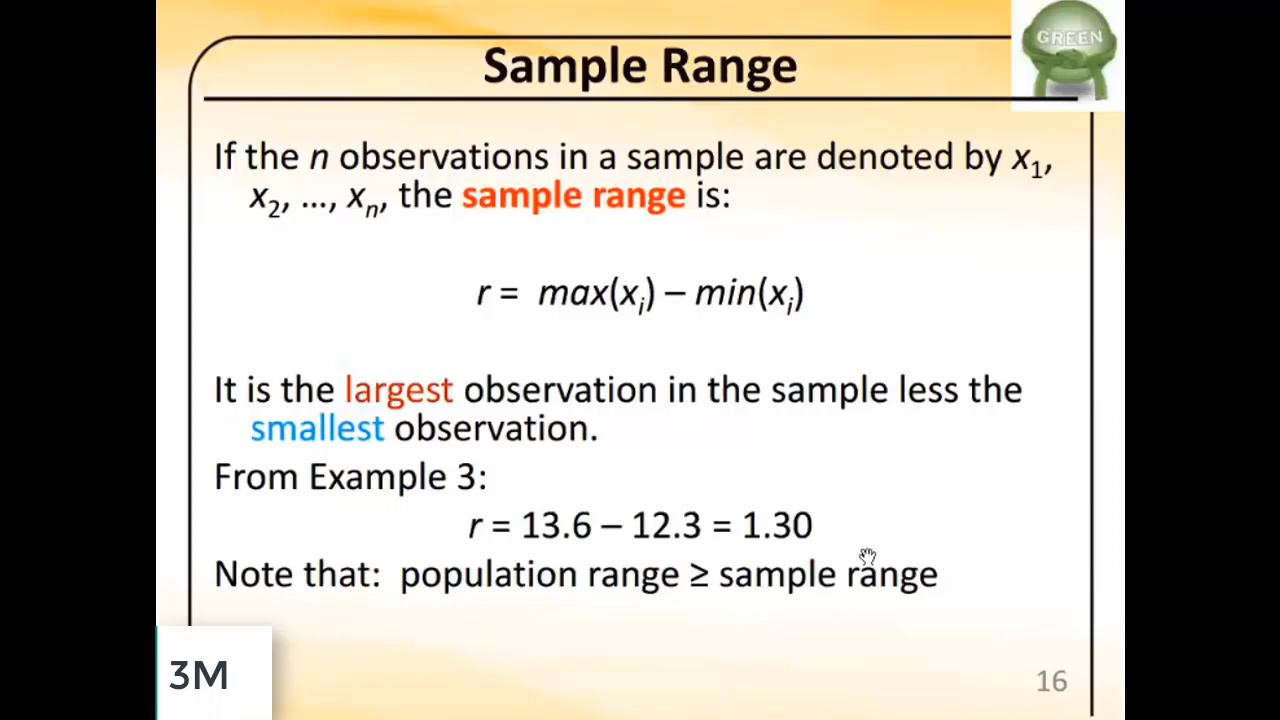 GREEN
Sample Range
If the n observations in a sample are denoted by x1,
x2, …, xn, the sample range is:
r = max(xi) – min(xi)
It is the largest observation in the sample less the
smallest observation.
From Example 3:
r = 13.6 – 12.3 = 1.30
Note that: population range ≥ sample range
3M
16